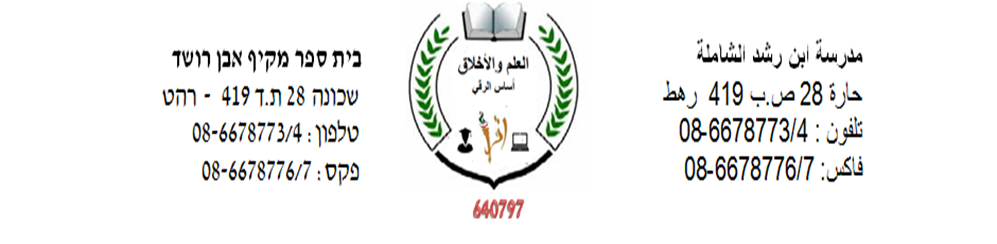 مدرسة ابن رشد الشاملة
حارة 28 ص.ب 419 رهط
تلفون : 08-6678773/4
فاكس: 08-6678776/7
العلم والأخلاق
أساس الرقي
اقرأ
640797
בית ספר מקיף אבן רושד
שכונה 28 ת.ד 419 - רהט
טלפון : 08-6678773/4
פקס : 08-6678776/7